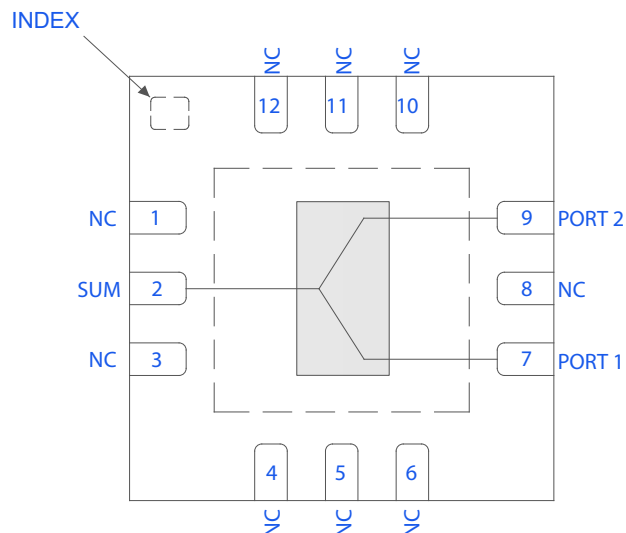 INDEX
NC NC NC
12 11 10
NC 1 9 PORT 2
SUM 2 8 NC
NC 3 7 PORT 1
4 5 6
NC NC NC